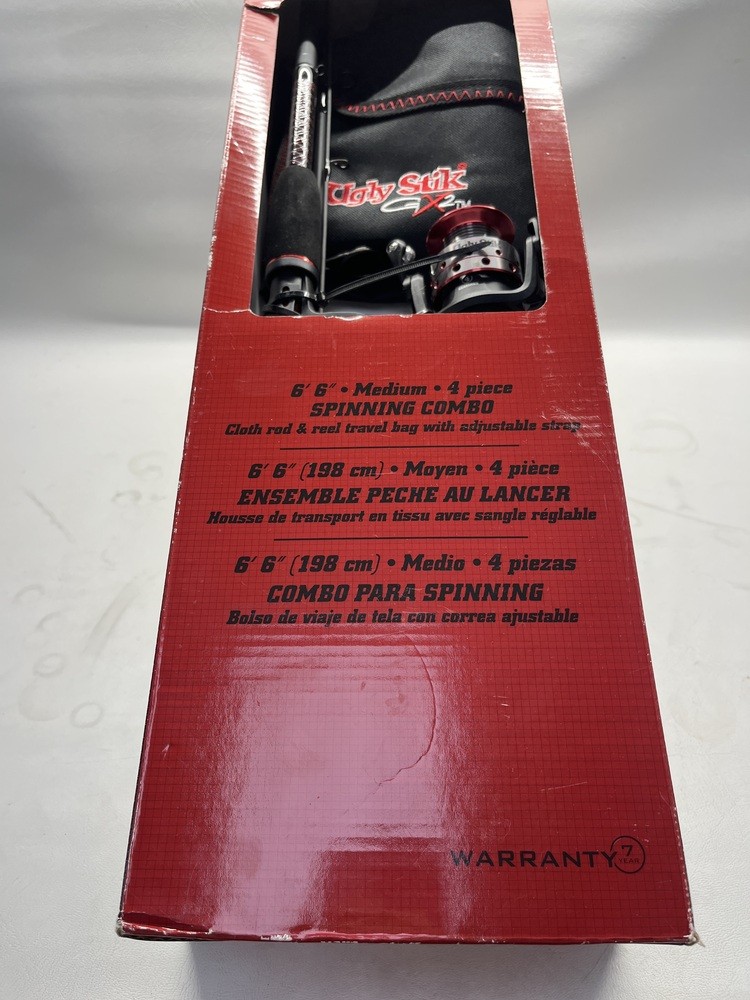 Ugly Stik®
GX2™
6' 6" • Medium • 4 piece
SPINNING COMBO
Cloth rod & reel travel bag with adjustable strap
6' 6" (198 cm) • Moyen • 4 pièce
ENSEMBLE PECHE AU LANCER
Housse de transport en tissu avec sangle réglable
6' 6" (198 cm) • Medio • 4 piezas
COMBO PARA SPINNING
Bolso de viaje de tela con correa ajustable
WARRANTY 7 YEAR